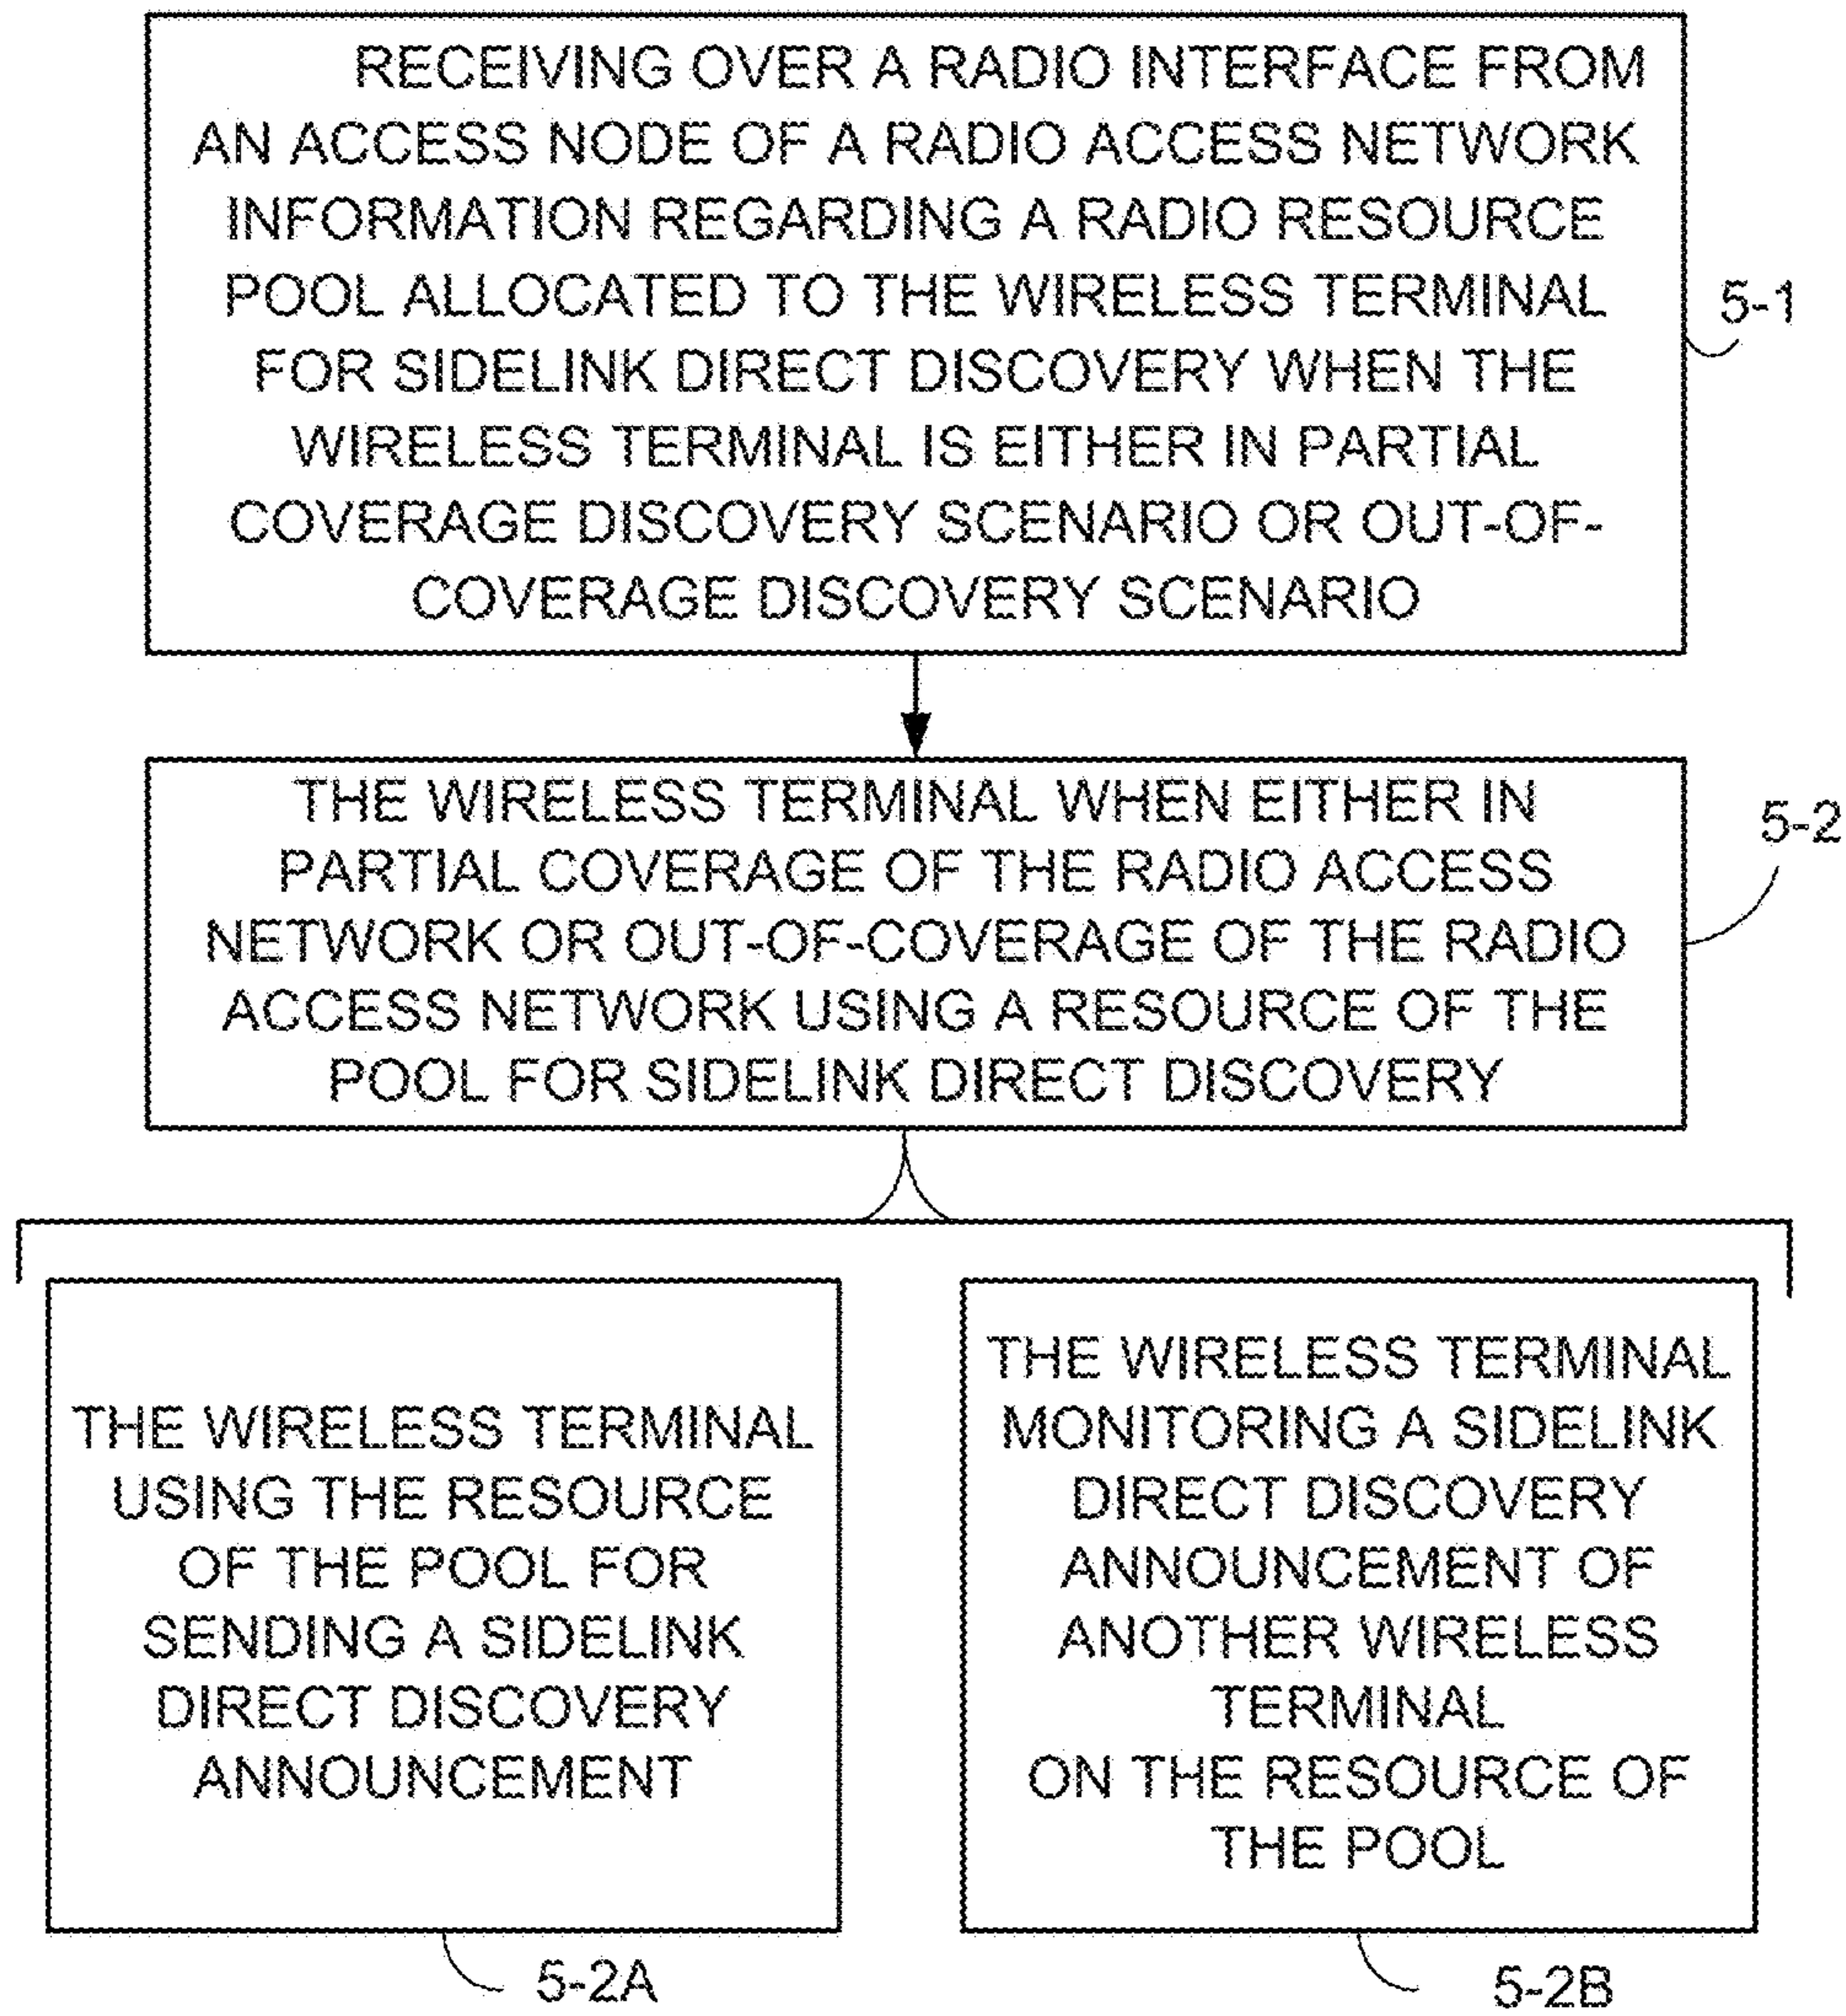 RECEIVING OVER A RADIO INTERFACE FROM
AN ACCESS NODE OF A RADIO ACCESS NETWORK
INFORMATION REGARDING A RADIO RESOURCE
POOL ALLOCATED TO THE WIRELESS TERMINAL
FOR SIDELINK DIRECT DISCOVERY WHEN THE
WIRELESS TERMINAL IS EITHER IN PARTIAL
COVERAGE DISCOVERY SCENARIO OR OUT-OF-
COVERAGE DISCOVERY SCENARIO
5-1
THE WIRELESS TERMINAL WHEN EITHER IN
PARTIAL COVERAGE OF THE RADIO ACCESS
NETWORK OR OUT-OF-COVERAGE OF THE RADIO
ACCESS NETWORK USING A RESOURCE OF THE
POOL FOR SIDELINK DIRECT DISCOVERY
5-2
THE WIRELESS TERMINAL
USING THE RESOURCE
OF THE POOL FOR
SENDING A SIDELINK
DIRECT DISCOVERY
ANNOUNCEMENT
5-2A
THE WIRELESS TERMINAL
MONITORING A SIDELINK
DIRECT DISCOVERY
ANNOUNCEMENT OF
ANOTHER WIRELESS
TERMINAL
ON THE RESOURCE OF
THE POOL
5-2B